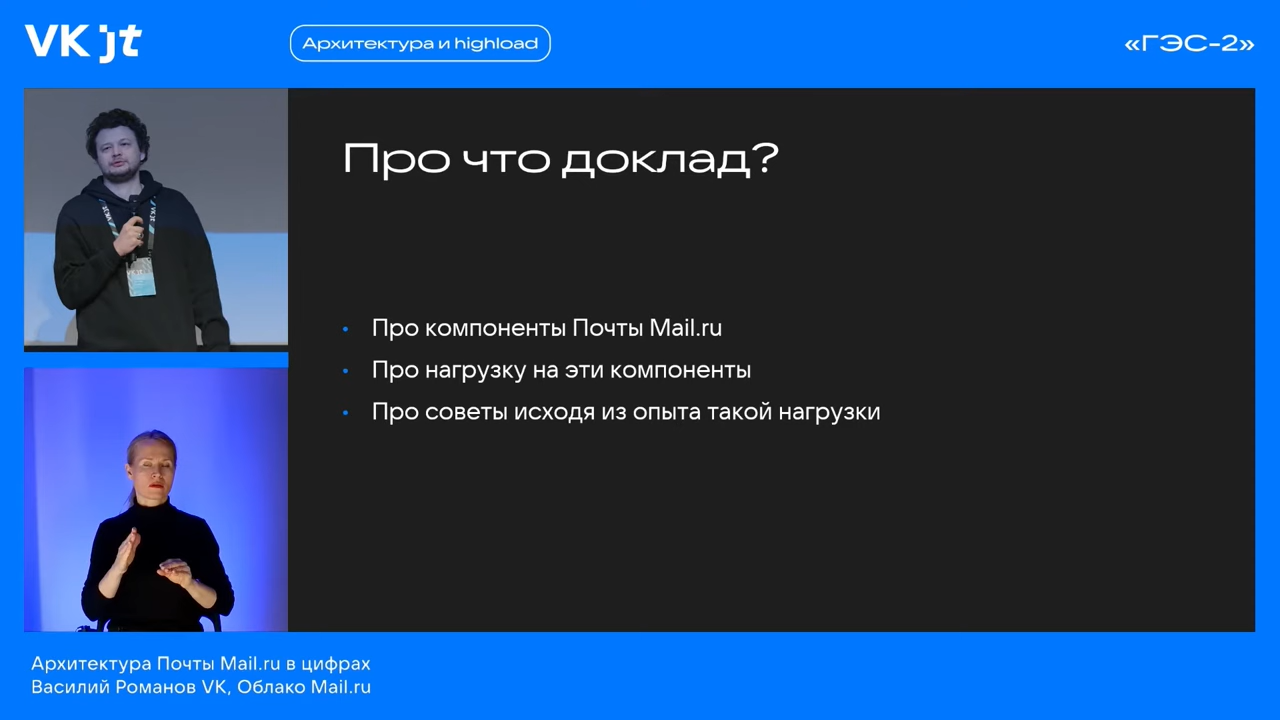 VK jt
Архитектура и highload
«ГЭС-2»
Про что доклад?
• Про компоненты Почты Mail.ru
• Про нагрузку на эти компоненты
• Про советы исходя из опыта такой нагрузки
Архитектура Почты Mail.ru в цифрах
Василий Романов VK, Облако Mail.ru